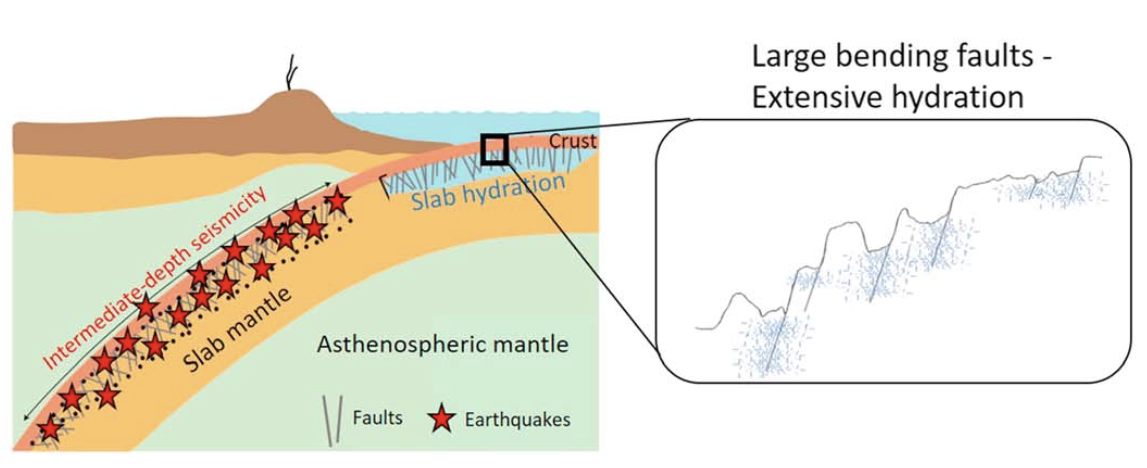 Large bending faults -
Extensive hydration
Crust
Slab hydration
Intermediate-depth seismicity
Slab mantle
Asthenospheric mantle
Faults
Earthquakes